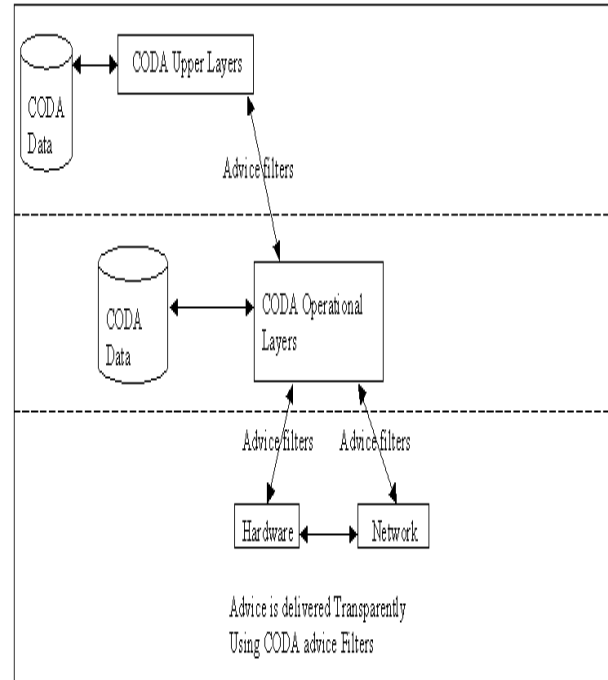 CODA Upper Layers
CODA
Data
Advice filters
CODA Operational
Layers
CODA
Data
Advice filters
Advice filters
Hardware
Network
Advice is delivered Transparently
Using CODA advice Filters